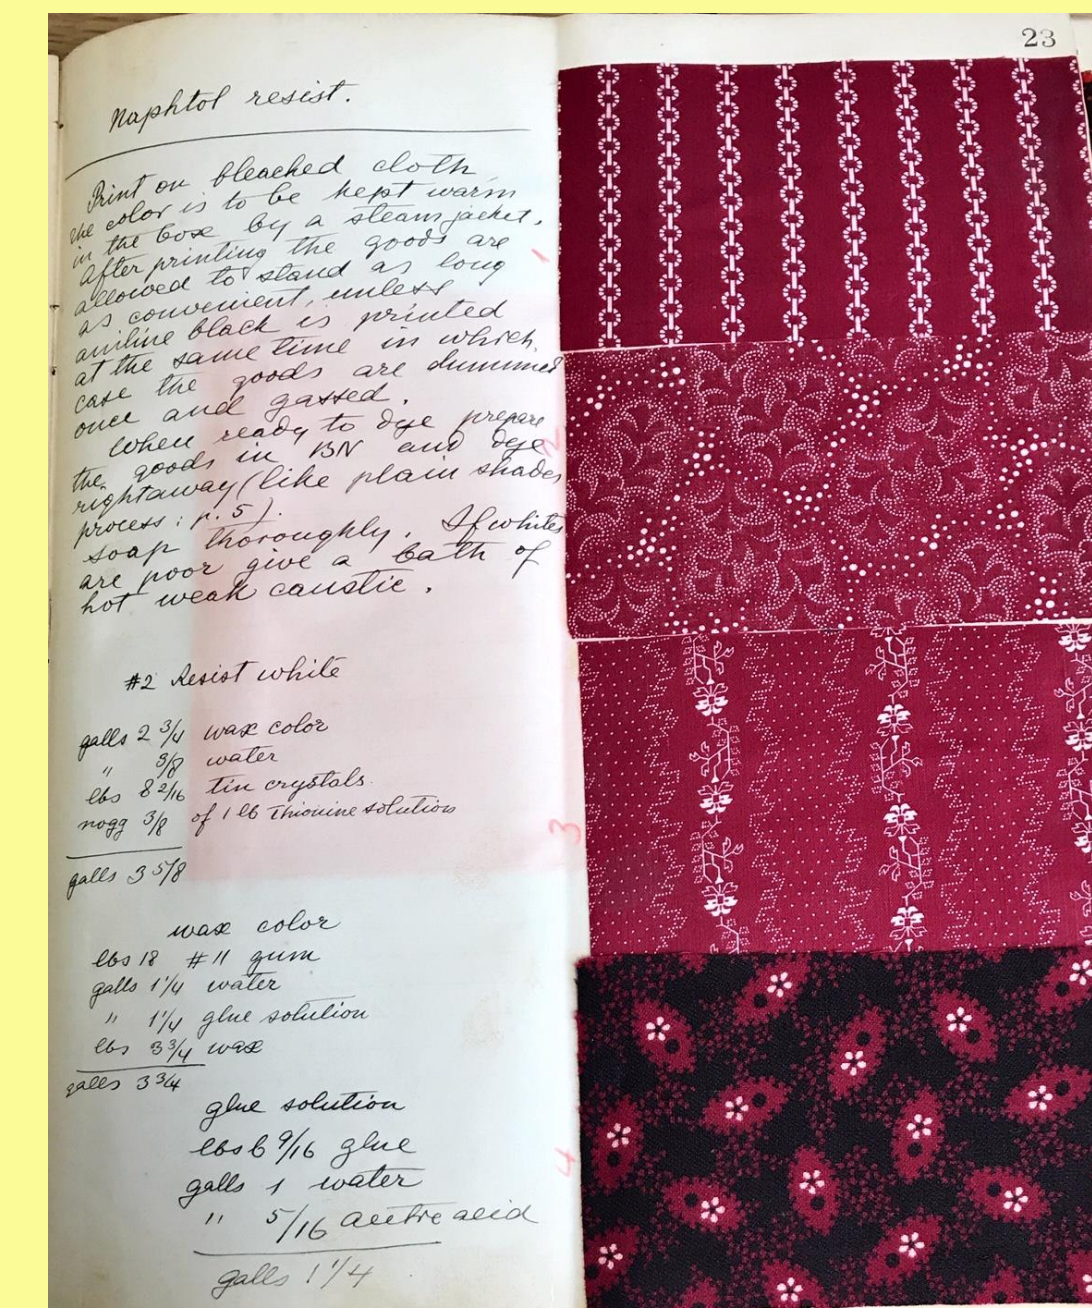 23
Naphtol resist.
Print on bleached cloth
the color is to be kept warm
in the box by a steam jacket.
After printing the goods are
allowed to stand as long
as convenient, unless
aniline black is printed
at the same time in which
case the goods are dummied
once and gassed.
When ready to dye prepare
the goods in BN and dye
rightaway (like plain shades
process: p. 5).
Soap thoroughly. If whites
are poor give a bath of
hot weak caustic.
#2 Resist white
galls 2 3/4 wax color
" 3/8 water
lbs 8 2/16 tin crystals
nogg 3/8 of 1 lb Thionine solution
galls 3 5/8
wax color
lbs 18 #11 gum
galls 1 1/4 water
" 1 1/4 glue solution
lbs 3 3/4 wax
galls 3 3/4
glue solution
lbs 6 9/16 glue
galls 1 water
" 5/16 acetic acid
galls 1 1/4
1
2
3
4